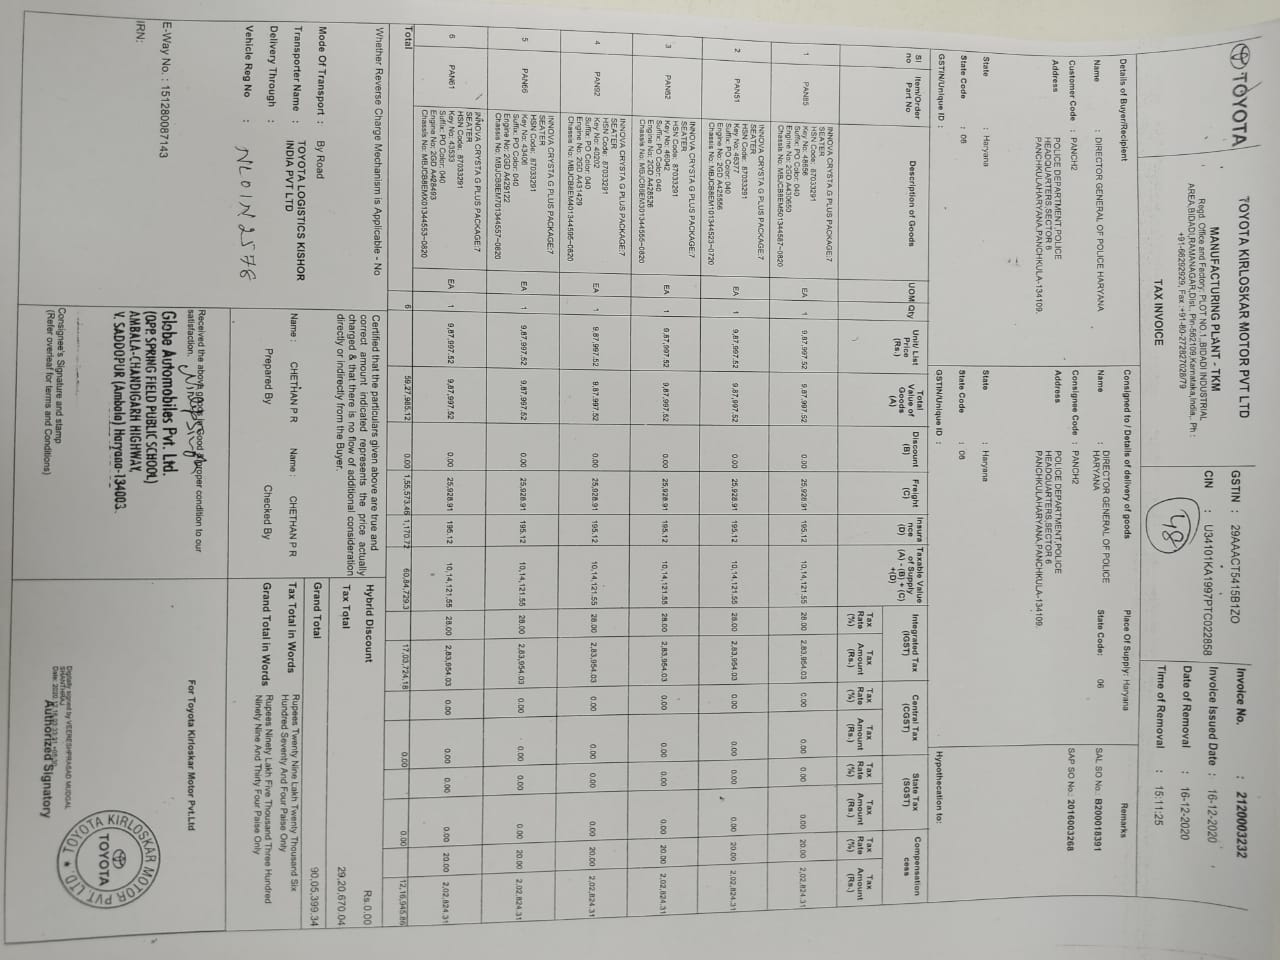 TOYOTA
TOYOTA KIRLOSKAR MOTOR PVT LTD
MANUFACTURING PLANT - TKM
Regd. Office and Factory: PLOT NO.1,,BIDADI INDUSTRIAL
AREA,BIDADI,RAMANAGAR,Dist., Pin-562109,Karnataka,India,. Ph :
+91-66292929, Fax :+91-80-272827028/79
TAX INVOICE
GSTIN : 29AAACT5415B1ZO
CIN : U34101KA1997PTC022858
48
Invoice No. : 2120003232
Invoice Issued Date : 16-12-2020
Date of Removal : 16-12-2020
Time of Removal : 15:11:25
Details of Buyer/Recipient
Name : DIRECTOR GENERAL OF POLICE HARYANA
Customer Code : PANCH2
Address POLICE DEPARTMENT,POLICE
HEADQUARTERS,SECTOR 6
PANCHKULAHARYANA,PANCHKULA-134109.
State : Haryana
State Code : 06
GSTIN/Unique ID :
Consigned to / Details of delivery of goods
Name : DIRECTOR GENERAL OF POLICE
HARYANA
Consignee Code : PANCH2
Address POLICE DEPARTMENT,POLICE
HEADQUARTERS,SECTOR 6
PANCHKULAHARYANA,PANCHKULA-134109.
State : Haryana
State Code : 06
GSTIN/Unique ID :
Place Of Supply: Haryana
State Code: 06
Remarks
SAL SO No.: B200018391
SAP SO No.: 2016003268
Hypothecation to:
Sl no Item/Order Part No Description of Goods UOM Qty Unit/ List Price (Rs.) Total Value of Goods (A) Discount (B) Freight (C) Insura nce (D) Taxable Value of Supply (A) - (B) + (C) +(D) Integrated Tax (IGST) Central Tax (CGST) State Tax (SGST) Compensation cess
Tax Rate (%) Tax Amount (Rs.) Tax Rate (%) Tax Amount (Rs.) Tax Rate (%) Tax Amount (Rs.) Tax Rate (%) Tax Amount (Rs.)
INNOVA CRYSTA G PLUS PACKAGE:7
SEATER
HSN Code: 87033291
1 PAN85 Key No: 48656 EA 1 9,87,997.52 9,87,997.52 0.00 25,928.91 195.12 10,14,121.55 28.00 2,83,954.03 0.00 0.00 0.00 0.00 20.00 2,02,824.31
Suffix: PO Color: 040
Engine No: 2GD A430650
Chassis No: MBJCB8EM501344587-0820
INNOVA CRYSTA G PLUS PACKAGE:7
SEATER
HSN Code: 87033291
2 PAN51 Key No: 46377 EA 1 9,87,997.52 9,87,997.52 0.00 25,928.91 195.12 10,14,121.55 28.00 2,83,954.03 0.00 0.00 0.00 0.00 20.00 2,02,824.31
Suffix: PO Color: 040
Engine No: 2GD A425556
Chassis No: MBJCB8EM101344523-0720
INNOVA CRYSTA G PLUS PACKAGE:7
SEATER
HSN Code: 87033291
3 PAN62 Key No: 46042 EA 1 9,87,997.52 9,87,997.52 0.00 25,928.91 195.12 10,14,121.55 28.00 2,83,954.03 0.00 0.00 0.00 0.00 20.00 2,02,824.31
Suffix: PO Color: 040
Engine No: 2GD A428526
Chassis No: MBJCB8EM301344555-0820
INNOVA CRYSTA G PLUS PACKAGE:7
SEATER
HSN Code: 87033291
4 PAN92 Key No: 40202 EA 1 9,87,997.52 9,87,997.52 0.00 25,928.91 195.12 10,14,121.55 28.00 2,83,954.03 0.00 0.00 0.00 0.00 20.00 2,02,824.31
Suffix: PO Color: 040
Engine No: 2GD A431429
Chassis No: MBJCB8EM401344595-0820
INNOVA CRYSTA G PLUS PACKAGE:7
SEATER
HSN Code: 87033291
5 PAN66 Key No: 43406 EA 1 9,87,997.52 9,87,997.52 0.00 25,928.91 195.12 10,14,121.55 28.00 2,83,954.03 0.00 0.00 0.00 0.00 20.00 2,02,824.31
Suffix: PO Color: 040
Engine No: 2GD A429122
Chassis No: MBJCB8EM701344557-0820
INNOVA CRYSTA G PLUS PACKAGE:7
SEATER
HSN Code: 87033291
6 PAN61 Key No: 43533 EA 1 9,87,997.52 9,87,997.52 0.00 25,928.91 195.12 10,14,121.55 28.00 2,83,954.03 0.00 0.00 0.00 0.00 20.00 2,02,824.31
Suffix: PO Color: 040
Engine No: 2GD A428493
Chassis No: MBJCB8EMX01344553-0820
Total 6 59,27,985.12 0.00 1,55,573.46 1,170.72 60,84,729.3 17,03,724.18 0.00 0.00 12,16,945.86
Whether Reverse Charge Mechanism is Applicable - No
Mode Of Transport : By Road
Transporter Name : TOYOTA LOGISTICS KISHOR
INDIA PVT LTD
Delivery Through :
Vehicle Reg No : NL01N2578
E-Way No. : 151280087143
IRN:
Certified that the particulars given above are true and
correct amount indicated represents the price actually
charged & that there is no flow of additional consideration
directly or indirectly from the Buyer.
Name : CHETHAN P R Name : CHETHAN P R
Prepared By Checked By
Hybrid Discount Rs.0.00
Tax Total 29,20,670.04
Grand Total 90,05,399.34
Tax Total in Words Rupees Twenty Nine Lakh Twenty Thousand Six
Hundred Seventy And Four Paise Only
Grand Total in Words Rupees Ninety Lakh Five Thousand Three Hundred
Ninety Nine And Thirty Four Paise Only
Received the above goods in Good & proper condition to our
satisfaction.
Globe Automobiles Pvt. Ltd.
(OPP. SPRING FIELD PUBLIC SCHOOL)
AMBALA-CHANDIGARH HIGHWAY,
V. SADDOPUR (Ambala) Haryana-134003.
Consignee's Signature and stamp
(Refer overleaf for terms and Conditions)
For Toyota Kirloskar Motor Pvt.Ltd
TOYOTA KIRLOSKAR MOTOR PVT. LTD.
TOYOTA
Digitally signed by VEERESHPRASAD MUDGAL
SHANTHRAJ
Authorized Signatory